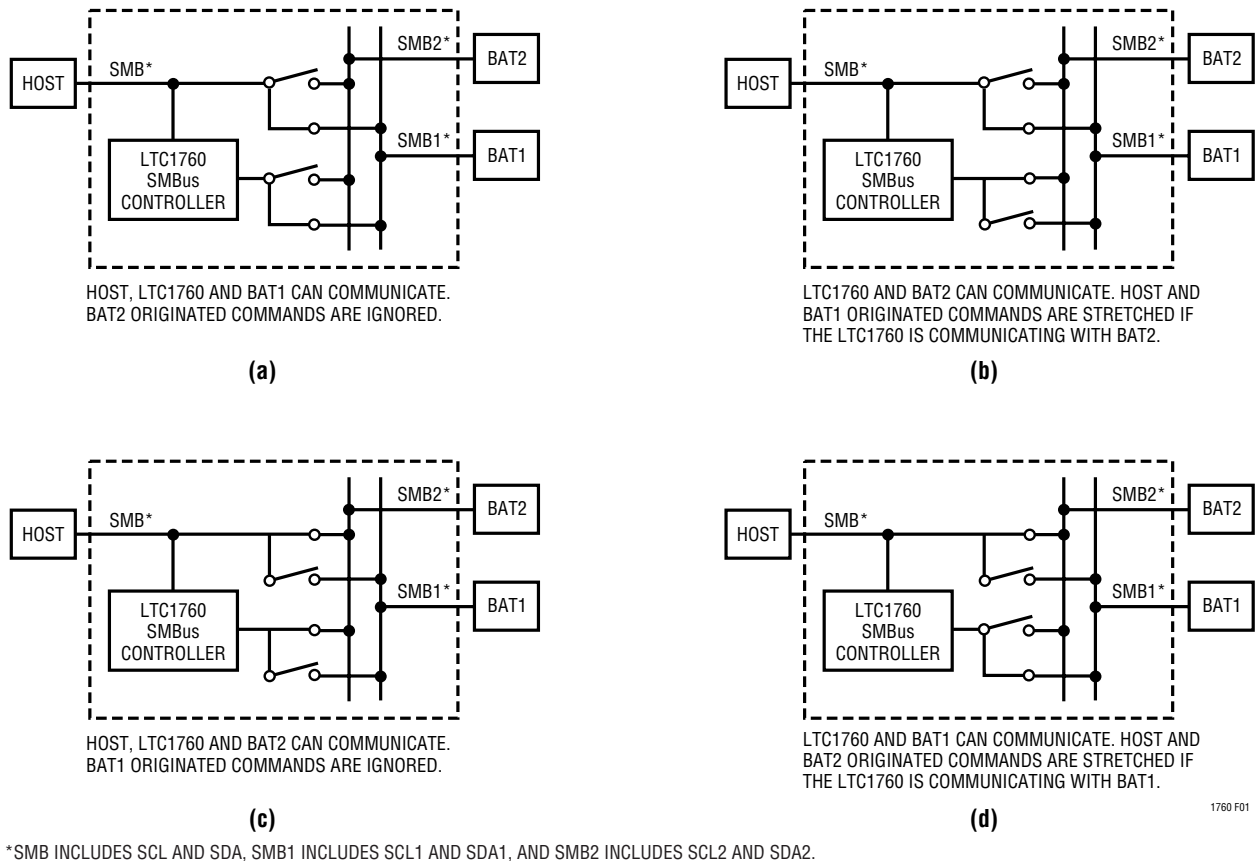 HOST
SMB*
LTC1760
SMBus
CONTROLLER
SMB2*
BAT2
SMB1*
BAT1
HOST, LTC1760 AND BAT1 CAN COMMUNICATE.
BAT2 ORIGINATED COMMANDS ARE IGNORED.
(a)
HOST
SMB*
LTC1760
SMBus
CONTROLLER
SMB2*
BAT2
SMB1*
BAT1
LTC1760 AND BAT2 CAN COMMUNICATE. HOST AND
BAT1 ORIGINATED COMMANDS ARE STRETCHED IF
THE LTC1760 IS COMMUNICATING WITH BAT2.
(b)
HOST
SMB*
LTC1760
SMBus
CONTROLLER
SMB2*
BAT2
SMB1*
BAT1
HOST, LTC1760 AND BAT2 CAN COMMUNICATE.
BAT1 ORIGINATED COMMANDS ARE IGNORED.
(c)
HOST
SMB*
LTC1760
SMBus
CONTROLLER
SMB2*
BAT2
SMB1*
BAT1
LTC1760 AND BAT1 CAN COMMUNICATE. HOST AND
BAT2 ORIGINATED COMMANDS ARE STRETCHED IF
THE LTC1760 IS COMMUNICATING WITH BAT1.
(d)
1760 F01
*SMB INCLUDES SCL AND SDA, SMB1 INCLUDES SCL1 AND SDA1, AND SMB2 INCLUDES SCL2 AND SDA2.